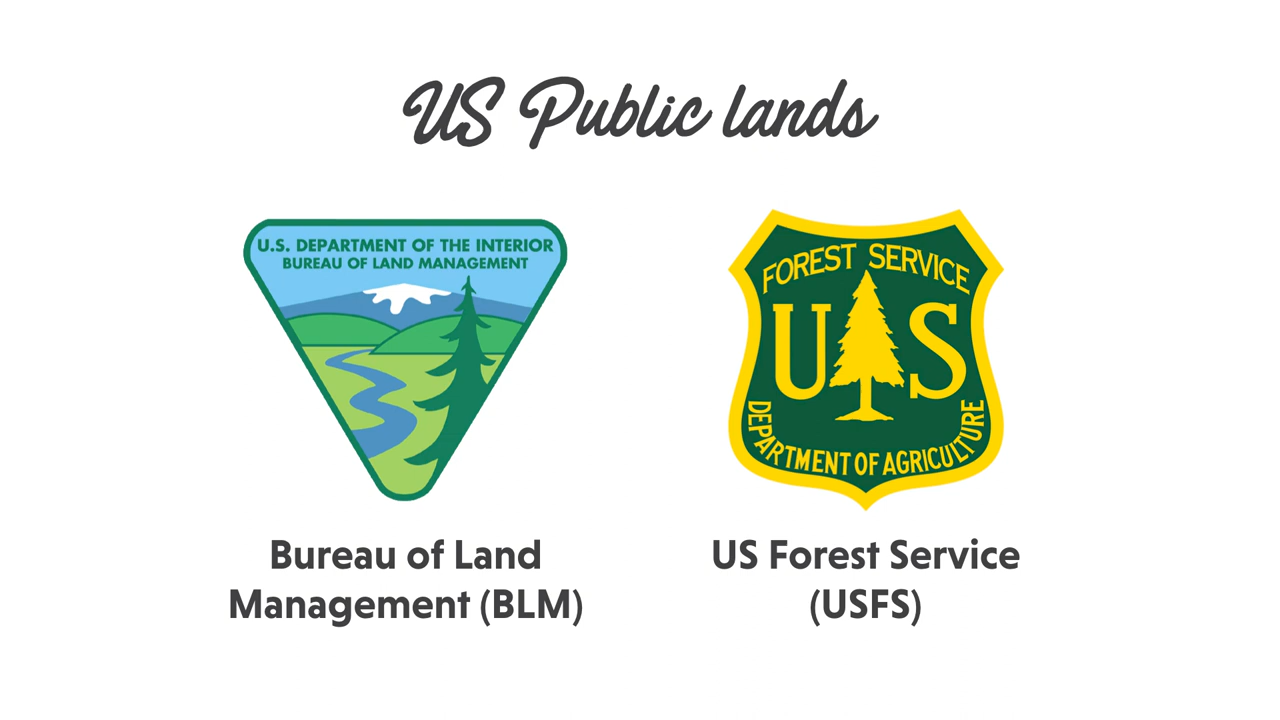 US Public lands
U.S. DEPARTMENT OF THE INTERIOR
BUREAU OF LAND MANAGEMENT
FOREST SERVICE
U S
DEPARTMENT OF AGRICULTURE
Bureau of Land
Management (BLM)
US Forest Service
(USFS)